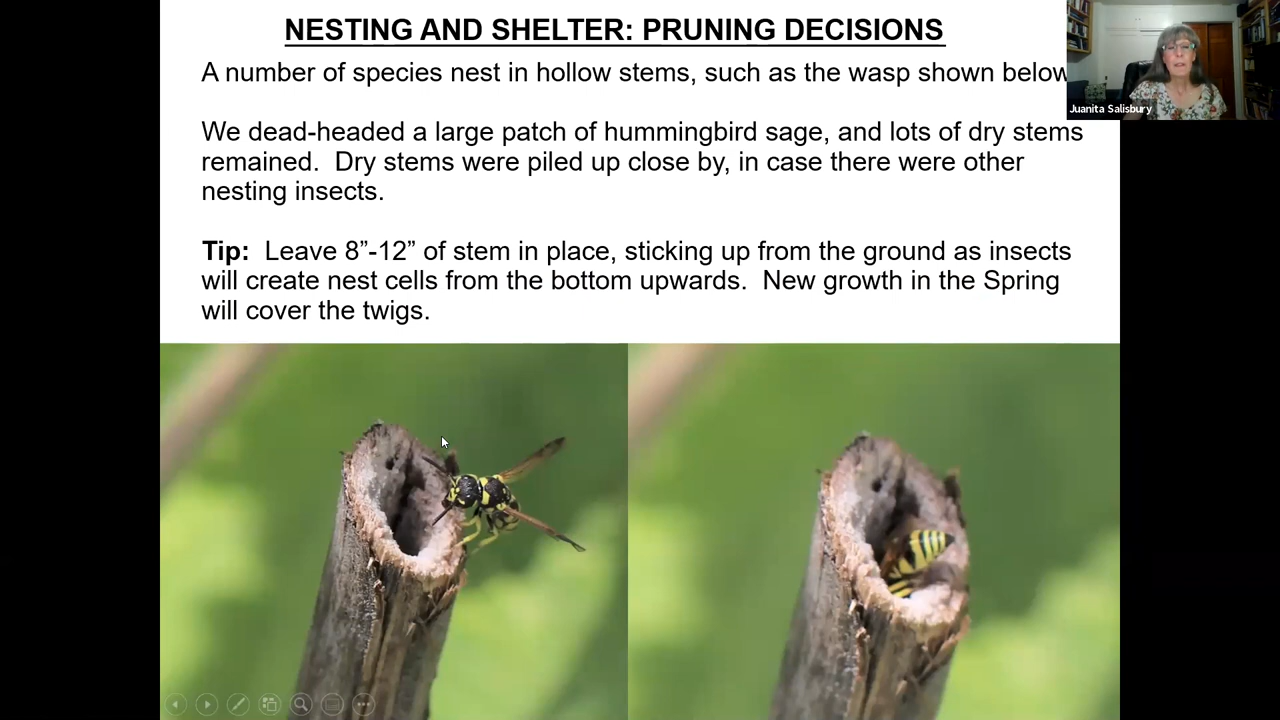 NESTING AND SHELTER: PRUNING DECISIONS
A number of species nest in hollow stems, such as the wasp shown below
We dead-headed a large patch of hummingbird sage, and lots of dry stems
remained.  Dry stems were piled up close by, in case there were other
nesting insects.
Tip:  Leave 8”-12” of stem in place, sticking up from the ground as insects
will create nest cells from the bottom upwards.  New growth in the Spring
will cover the twigs.
Juanita Salisbury